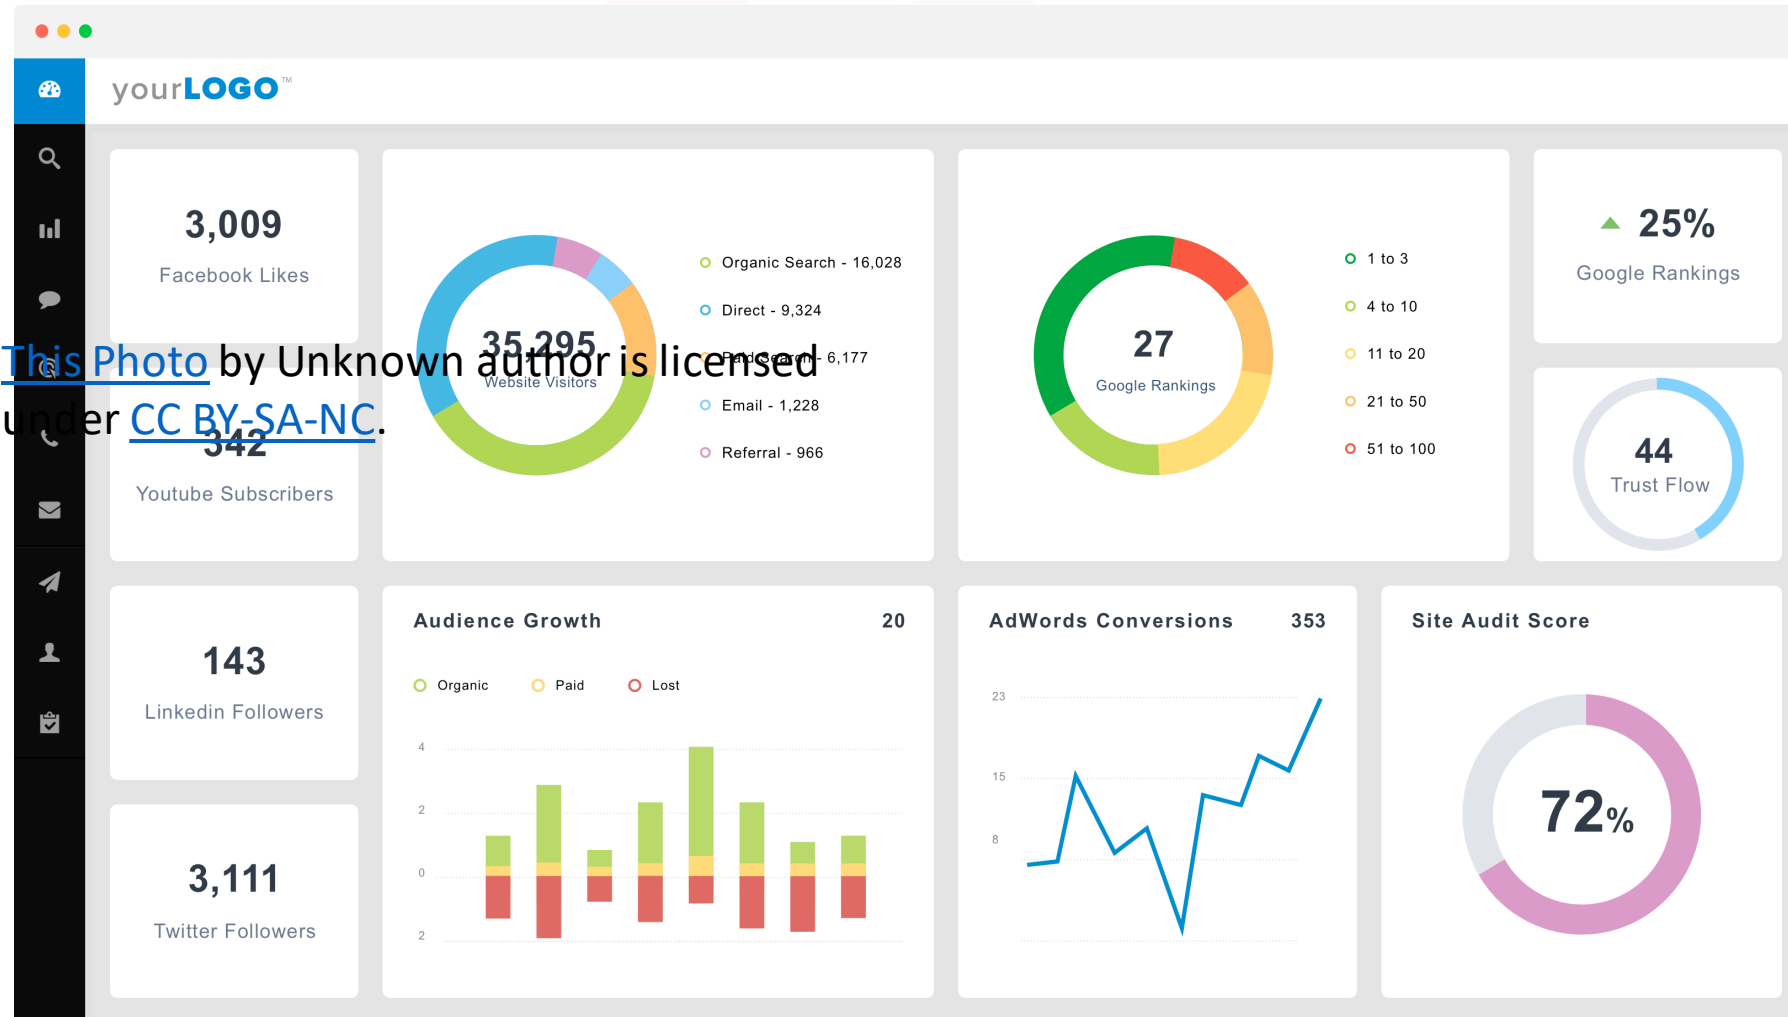 yourLOGO™
3,009
Facebook Likes
35,295
Website Visitors
Organic Search - 16,028
Direct - 9,324
Paid Search - 6,177
Email - 1,228
Referral - 966
27
Google Rankings
1 to 3
4 to 10
11 to 20
21 to 50
51 to 100
25%
Google Rankings
This Photo by Unknown author is licensed
under CC BY-SA-NC.
342
Youtube Subscribers
44
Trust Flow
143
Linkedin Followers
Audience Growth 20
Organic Paid Lost
4
2
0
2
AdWords Conversions 353
23
15
8
Site Audit Score
72%
3,111
Twitter Followers